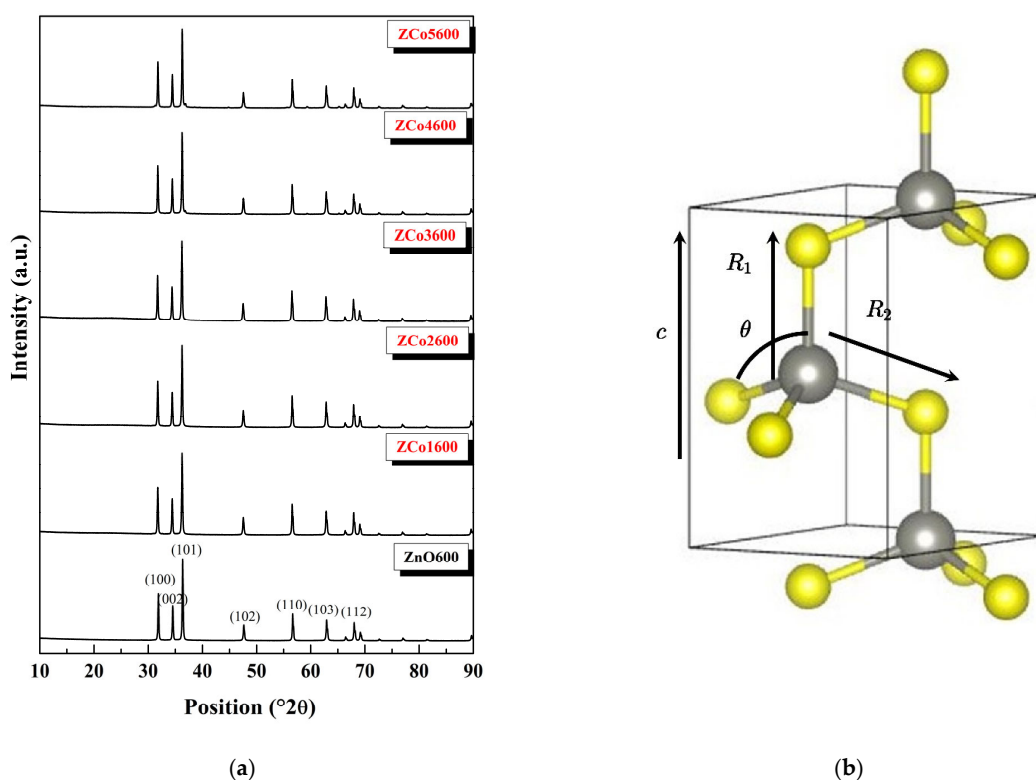 ZCo5600
ZCo4600
ZCo3600
ZCo2600
ZCo1600
ZnO600
(101)
(100)
(002)
(102)
(110)
(103)
(112)
Intensity (a.u.)
10 20 30 40 50 60 70 80 90
Position (°2θ)
(a)
R₁
R₂
c
θ
(b)